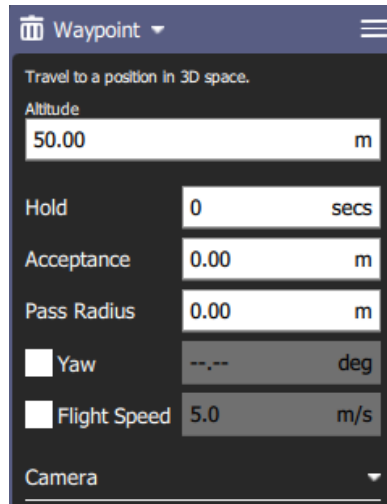 Waypoint
Travel to a position in 3D space.
Altitude
50.00 m
Hold 0 secs
Acceptance 0.00 m
Pass Radius 0.00 m
Yaw --.-- deg
Flight Speed 5.0 m/s
Camera